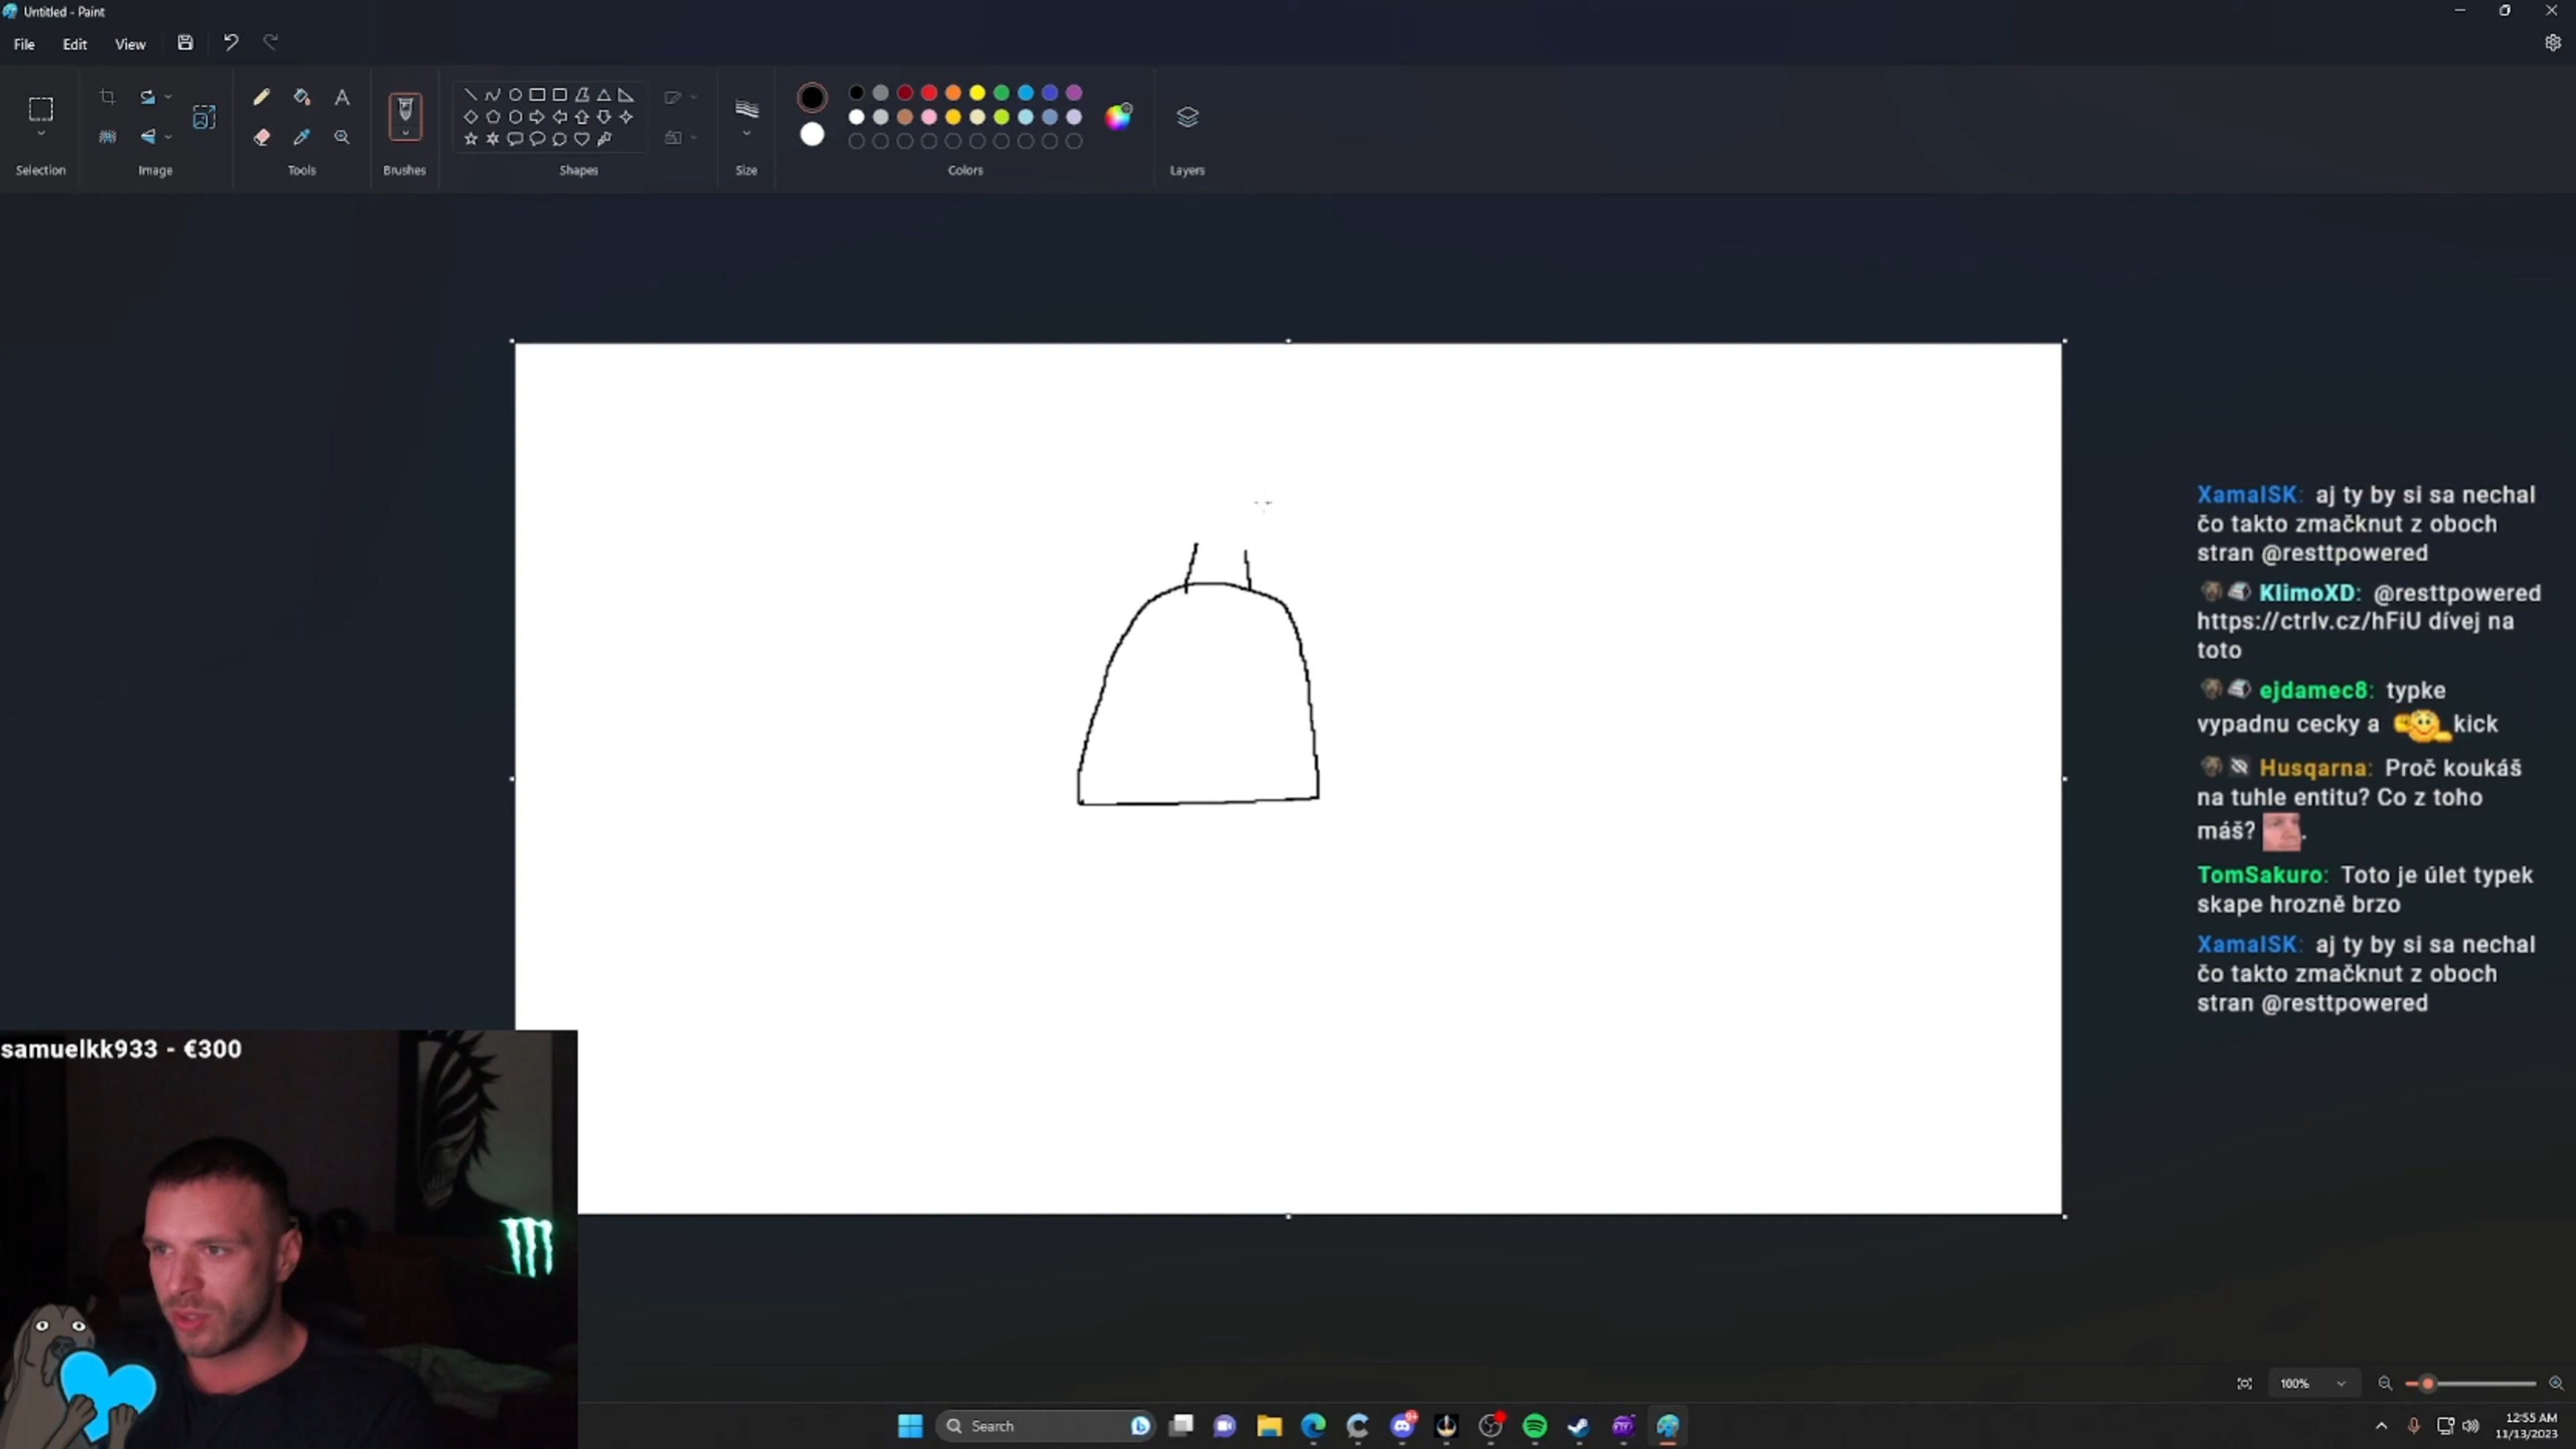 Untitled - Paint
File Edit View
Selection Image Tools Brushes Shapes Size Colors Layers
XamalSK: aj ty by si sa nechal
čo takto zmačknut z oboch
stran @resttpowered
KlimoXD: @resttpowered
https://ctrlv.cz/hFiU dívej na
toto
ejdamec8: typke
vypadnu cecky a kick
Husqarna: Proč koukáš
na tuhle entitu? Co z toho
máš? .
TomSakuro: Toto je úlet typek
skape hrozně brzo
XamalSK: aj ty by si sa nechal
čo takto zmačknut z oboch
stran @resttpowered
samuelkk933 - €300
100%
Search
12:55 AM
11/13/2023